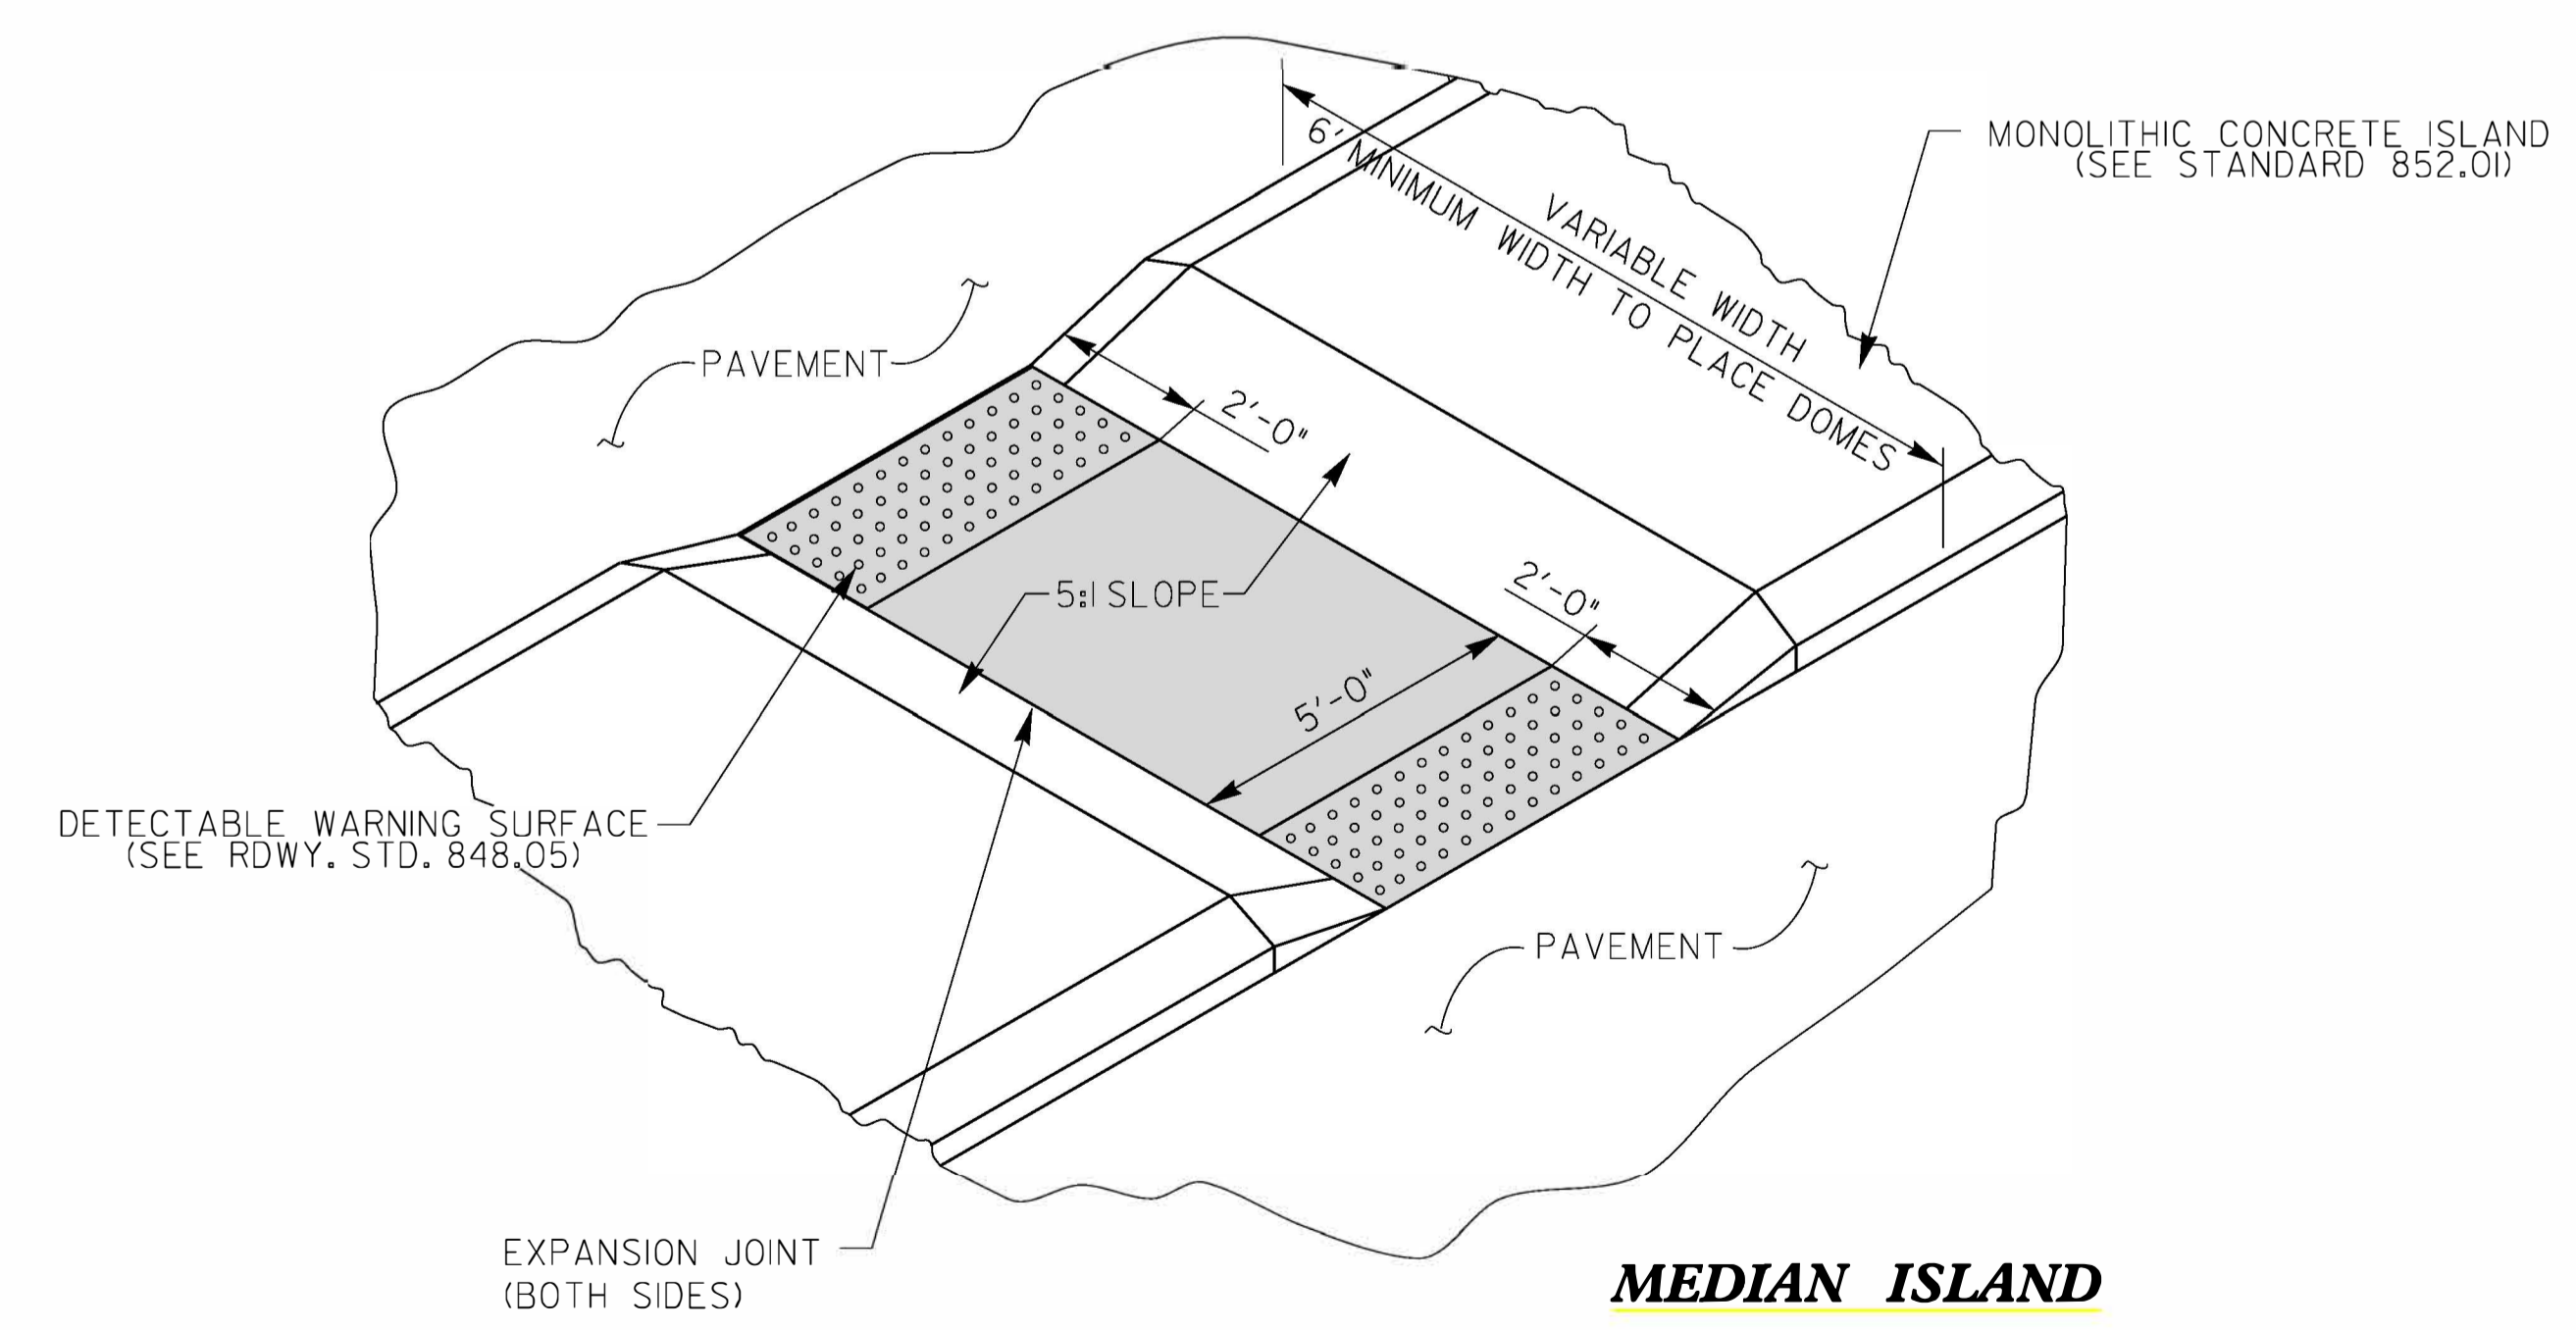 MONOLITHIC CONCRETE ISLAND
(SEE STANDARD 852.01)
VARIABLE WIDTH
6' MINIMUM WIDTH TO PLACE DOMES
PAVEMENT
2'-0"
5:1 SLOPE
2'-0"
5'-0"
DETECTABLE WARNING SURFACE
(SEE RDWY. STD. 848.05)
PAVEMENT
EXPANSION JOINT
(BOTH SIDES)
MEDIAN ISLAND